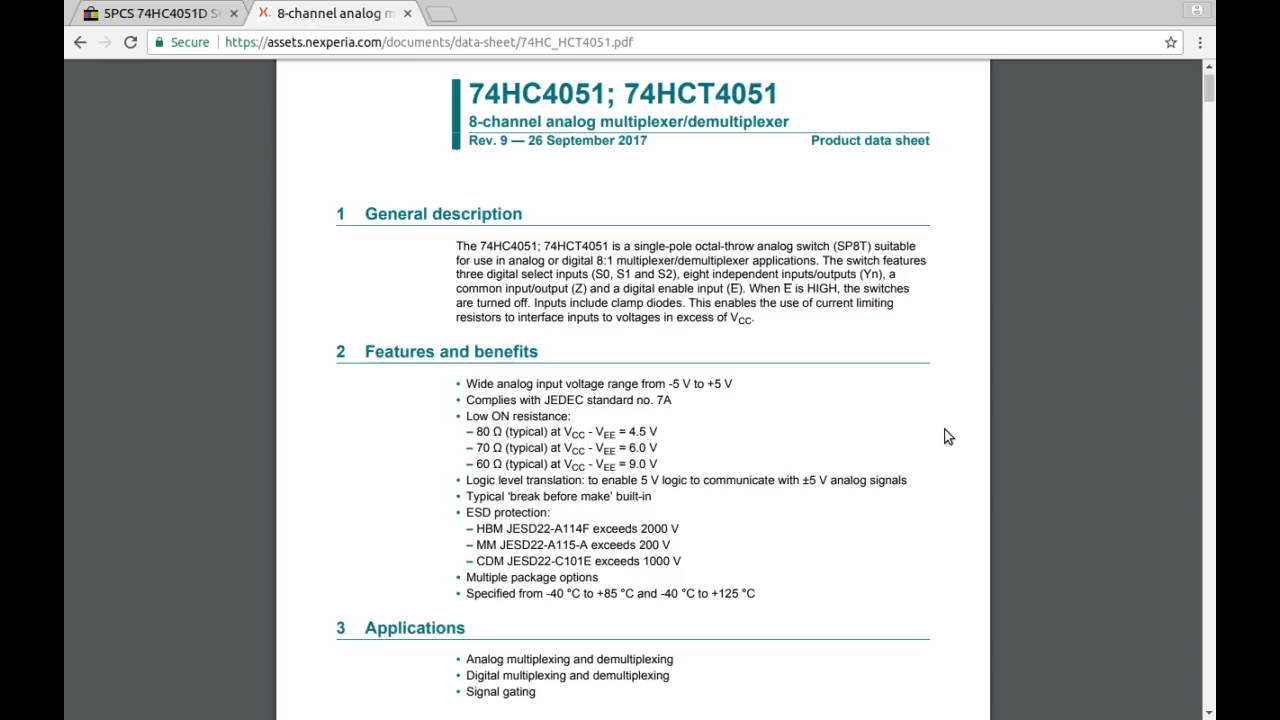 5PCS 74HC4051D S
8-channel analog m
Secure
https://assets.nexperia.com/documents/data-sheet/74HC_HCT4051.pdf
74HC4051; 74HCT4051
8-channel analog multiplexer/demultiplexer
Rev. 9 — 26 September 2017
Product data sheet
1 General description
The 74HC4051; 74HCT4051 is a single-pole octal-throw analog switch (SP8T) suitable
for use in analog or digital 8:1 multiplexer/demultiplexer applications. The switch features
three digital select inputs (S0, S1 and S2), eight independent inputs/outputs (Yn), a
common input/output (Z) and a digital enable input (E̅). When E̅ is HIGH, the switches
are turned off. Inputs include clamp diodes. This enables the use of current limiting
resistors to interface inputs to voltages in excess of VCC.
2 Features and benefits
• Wide analog input voltage range from -5 V to +5 V
• Complies with JEDEC standard no. 7A
• Low ON resistance:
– 80 Ω (typical) at VCC - VEE = 4.5 V
– 70 Ω (typical) at VCC - VEE = 6.0 V
– 60 Ω (typical) at VCC - VEE = 9.0 V
• Logic level translation: to enable 5 V logic to communicate with ±5 V analog signals
• Typical ‘break before make’ built-in
• ESD protection:
– HBM JESD22-A114F exceeds 2000 V
– MM JESD22-A115-A exceeds 200 V
– CDM JESD22-C101E exceeds 1000 V
• Multiple package options
• Specified from -40 °C to +85 °C and -40 °C to +125 °C
3 Applications
• Analog multiplexing and demultiplexing
• Digital multiplexing and demultiplexing
• Signal gating